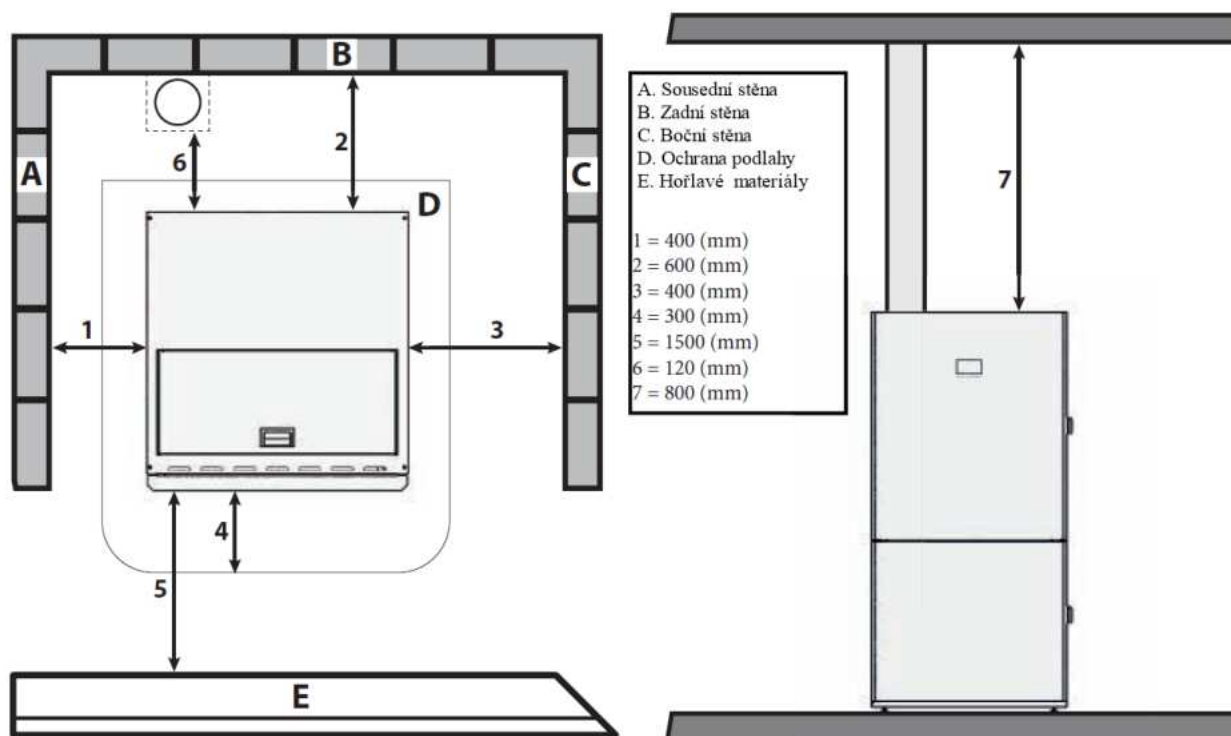 B
A. Sousední stěna
B. Zadní stěna
C. Boční stěna
D. Ochrana podlahy
E. Hořlavé materiály
1 = 400 (mm)
2 = 600 (mm)
3 = 400 (mm)
4 = 300 (mm)
5 = 1500 (mm)
6 = 120 (mm)
7 = 800 (mm)
A
6
2
C
D
7
1
3
4
5
E